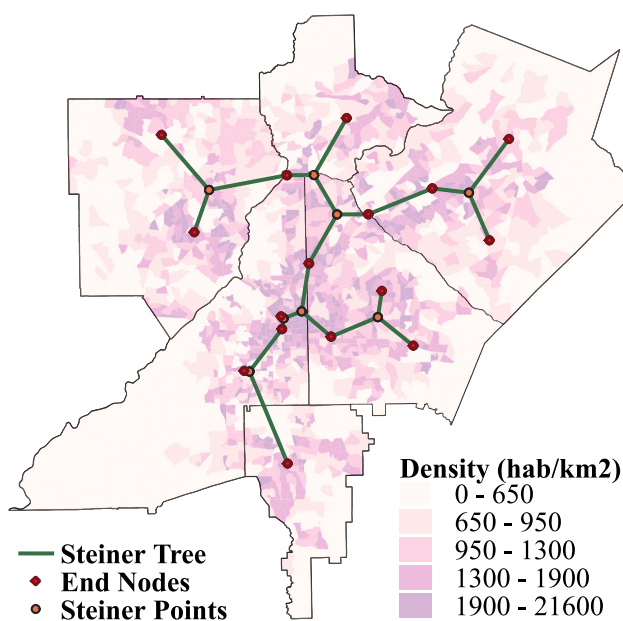 Density (hab/km2)
0 - 650
650 - 950
950 - 1300
1300 - 1900
1900 - 21600
Steiner Tree
End Nodes
Steiner Points